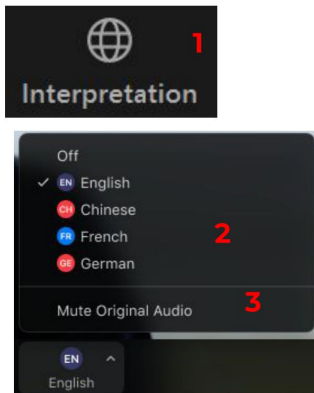 1
Interpretation
Off
EN English
CH Chinese
FR French
2
GE German
Mute Original Audio 3
EN
English